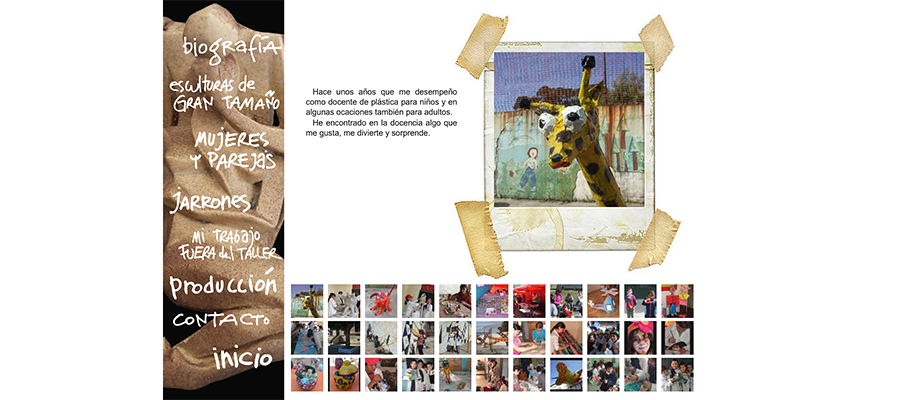 biografía
esculturas de
GRAN TAMAÑO
MUJERES
Y PAREJAS
jARRONES
Mi TRAbAjo
FUERA del TALLER
producción
CONTACTO
inicio
Hace unos años que me desempeño
como docente de plástica para niños y en
algunas ocaciones también para adultos.
He encontrado en la docencia algo que
me gusta, me divierte y sorprende.